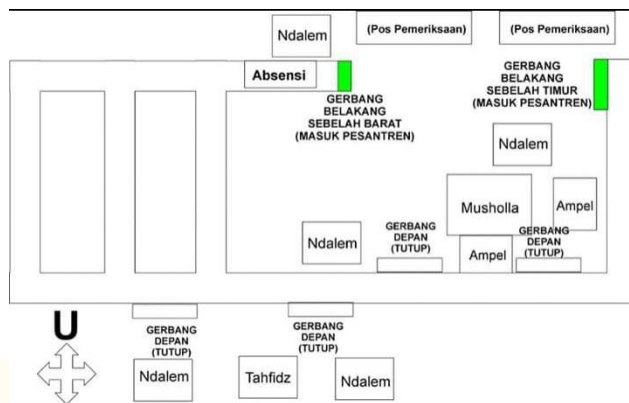 Ndalem
(Pos Pemeriksaan)
(Pos Pemeriksaan)
Absensi
GERBANG
BELAKANG
SEBELAH BARAT
(MASUK PESANTREN)
GERBANG
BELAKANG
SEBELAH TIMUR
(MASUK PESANTREN)
Ndalem
Musholla
Ampel
Ndalem
GERBANG
DEPAN
(TUTUP)
Ampel
GERBANG
DEPAN
(TUTUP)
U
GERBANG
DEPAN
(TUTUP)
GERBANG
DEPAN
(TUTUP)
Ndalem
Tahfidz
Ndalem